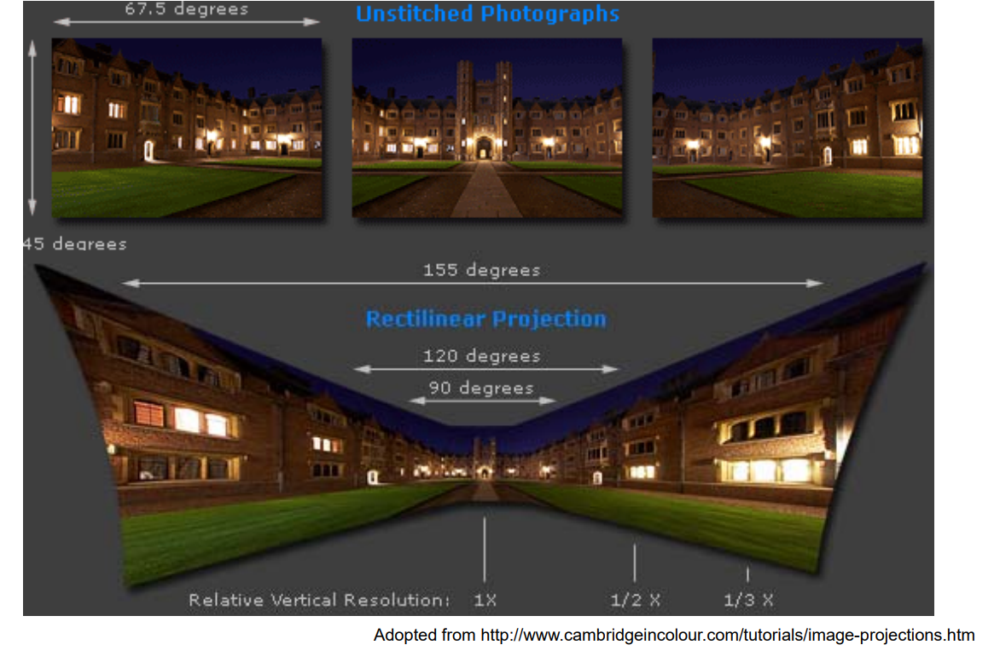 67.5 degrees
Unstitched Photographs
45 degrees
155 degrees
Rectilinear Projection
120 degrees
90 degrees
Relative Vertical Resolution: 1X 1/2 X 1/3 X
Adopted from http://www.cambridgeincolour.com/tutorials/image-projections.htm